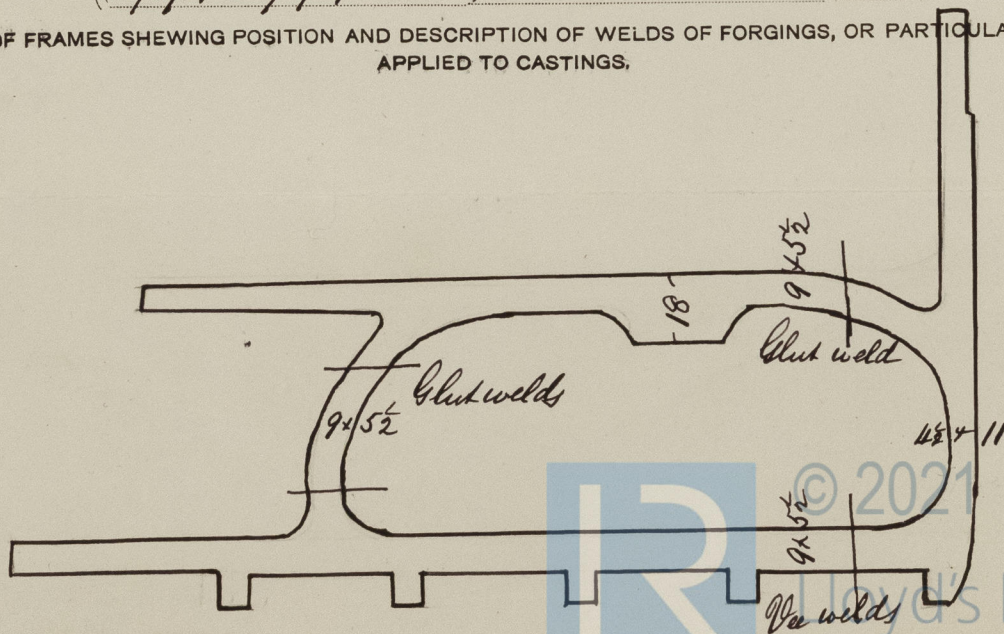 OF FRAMES SHEWING POSITION AND DESCRIPTION OF WELDS OF FORGINGS, OR PARTICULA
APPLIED TO CASTINGS.
9 x 5½
18
Glut weld
Glut welds
9 x 5½
4½ x 11
© 2021
9 x 5½
Lloyd's
Vee welds